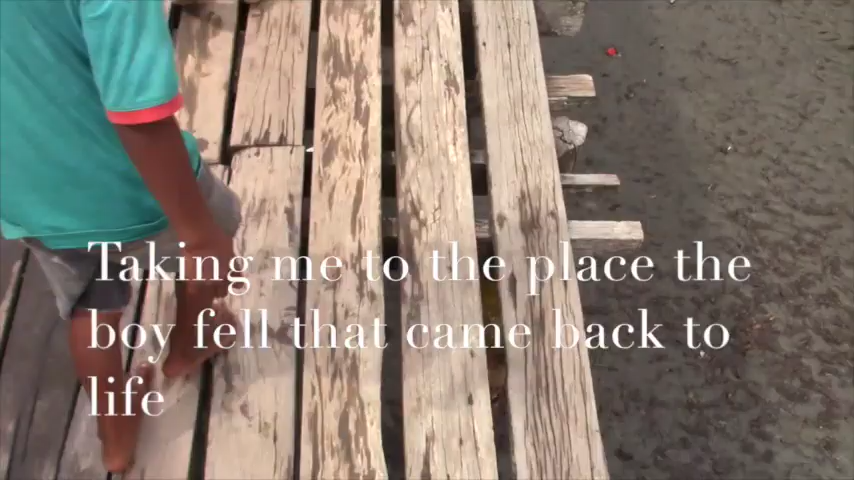 Taking me to the place the
boy fell that came back to
life